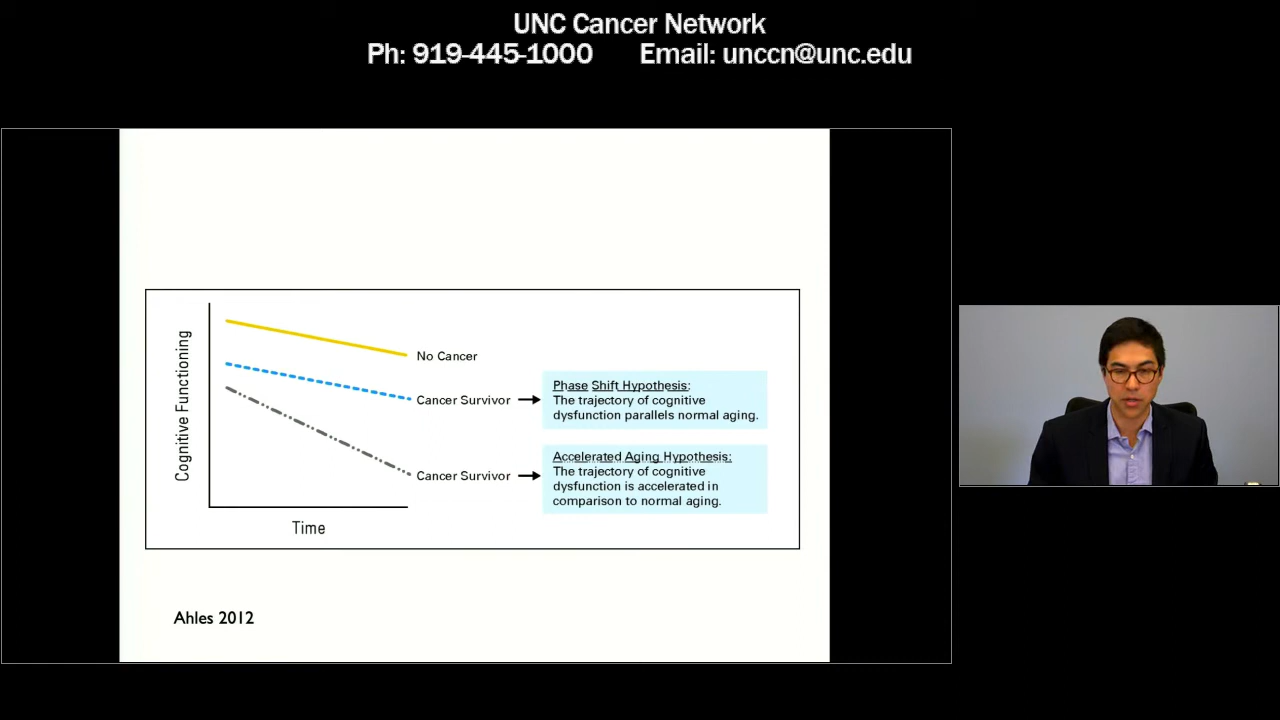 UNC Cancer Network
Ph: 919-445-1000 Email: unccn@unc.edu
Cognitive Functioning
No Cancer
Cancer Survivor
Phase Shift Hypothesis:
The trajectory of cognitive
dysfunction parallels normal aging.
Cancer Survivor
Accelerated Aging Hypothesis:
The trajectory of cognitive
dysfunction is accelerated in
comparison to normal aging.
Time
Ahles 2012